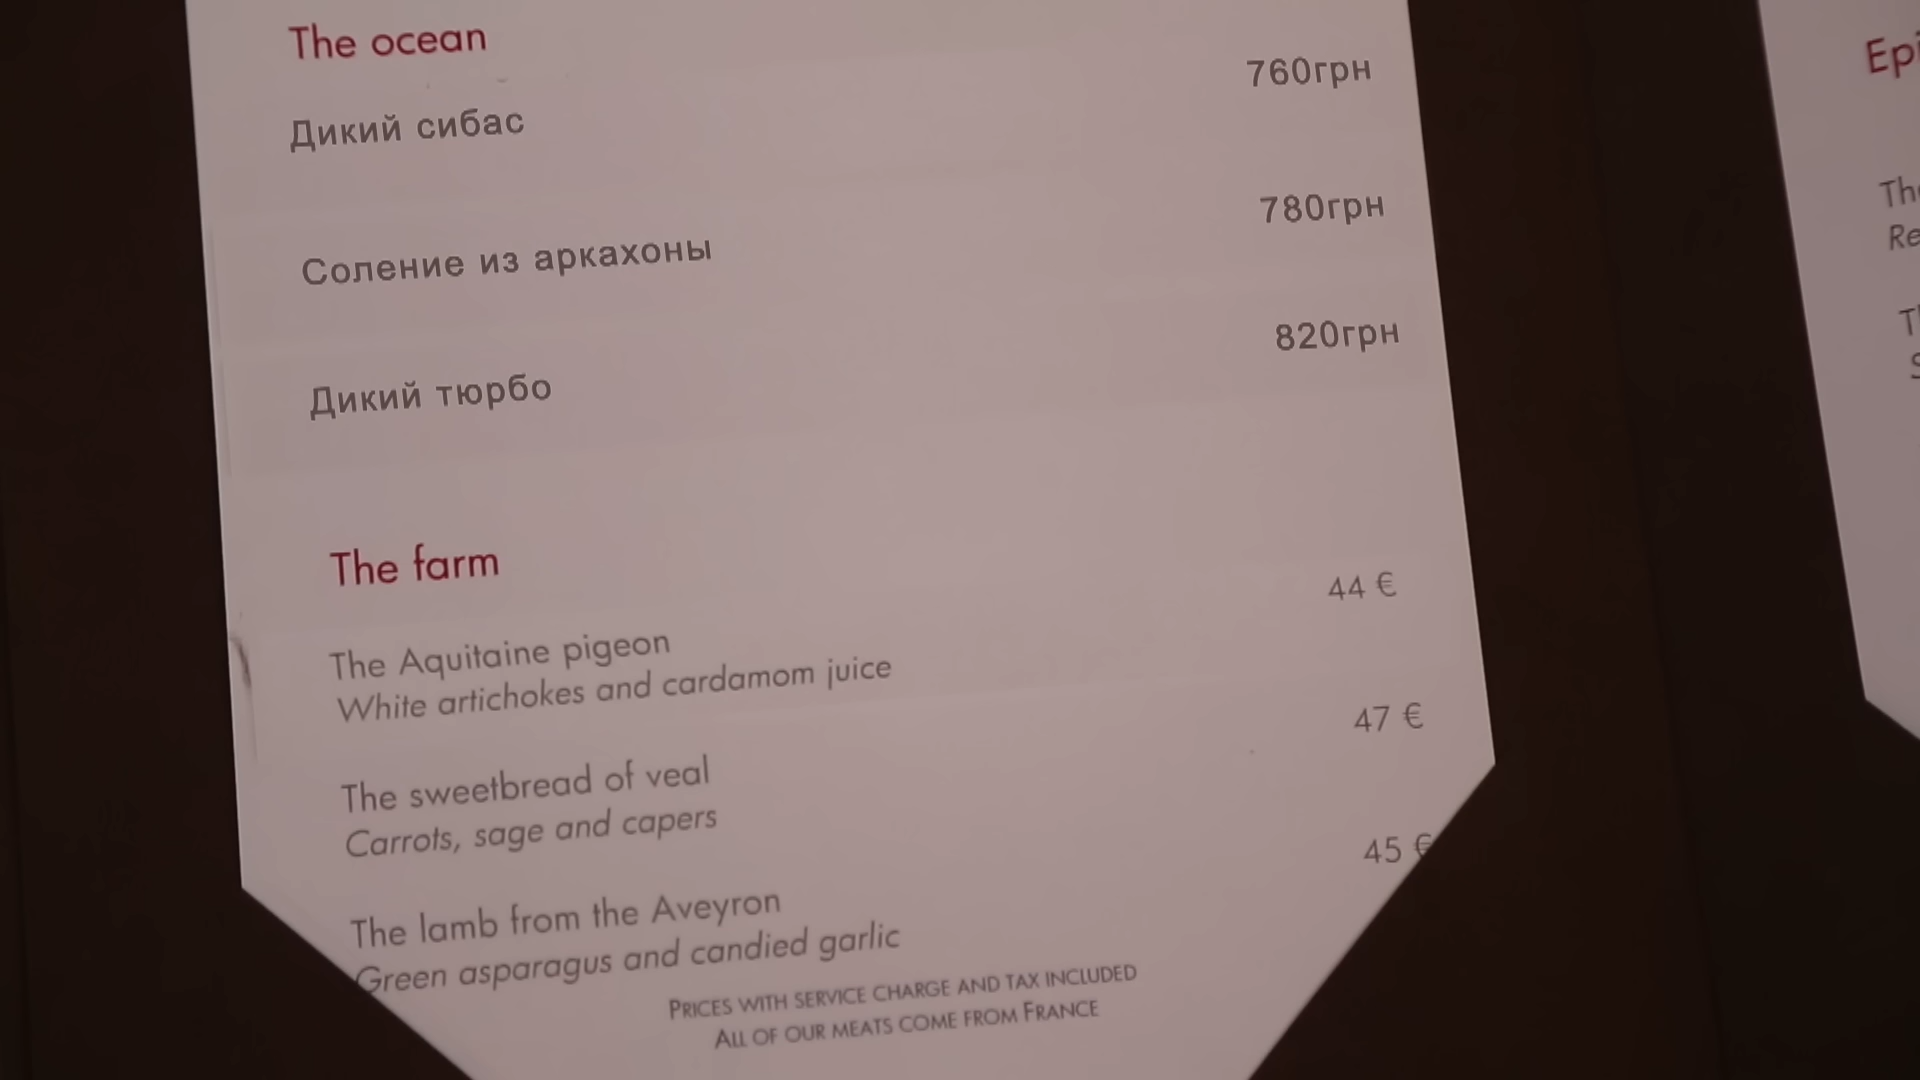 The ocean
760грн
Дикий сибас
780грн
Соление из аркахоны
820грн
Дикий тюрбо
The farm
44 €
The Aquitaine pigeon
White artichokes and cardamom juice
47 €
The sweetbread of veal
Carrots, sage and capers
45 €
The lamb from the Aveyron
Green asparagus and candied garlic
PRICES WITH SERVICE CHARGE AND TAX INCLUDED
ALL OF OUR MEATS COME FROM FRANCE